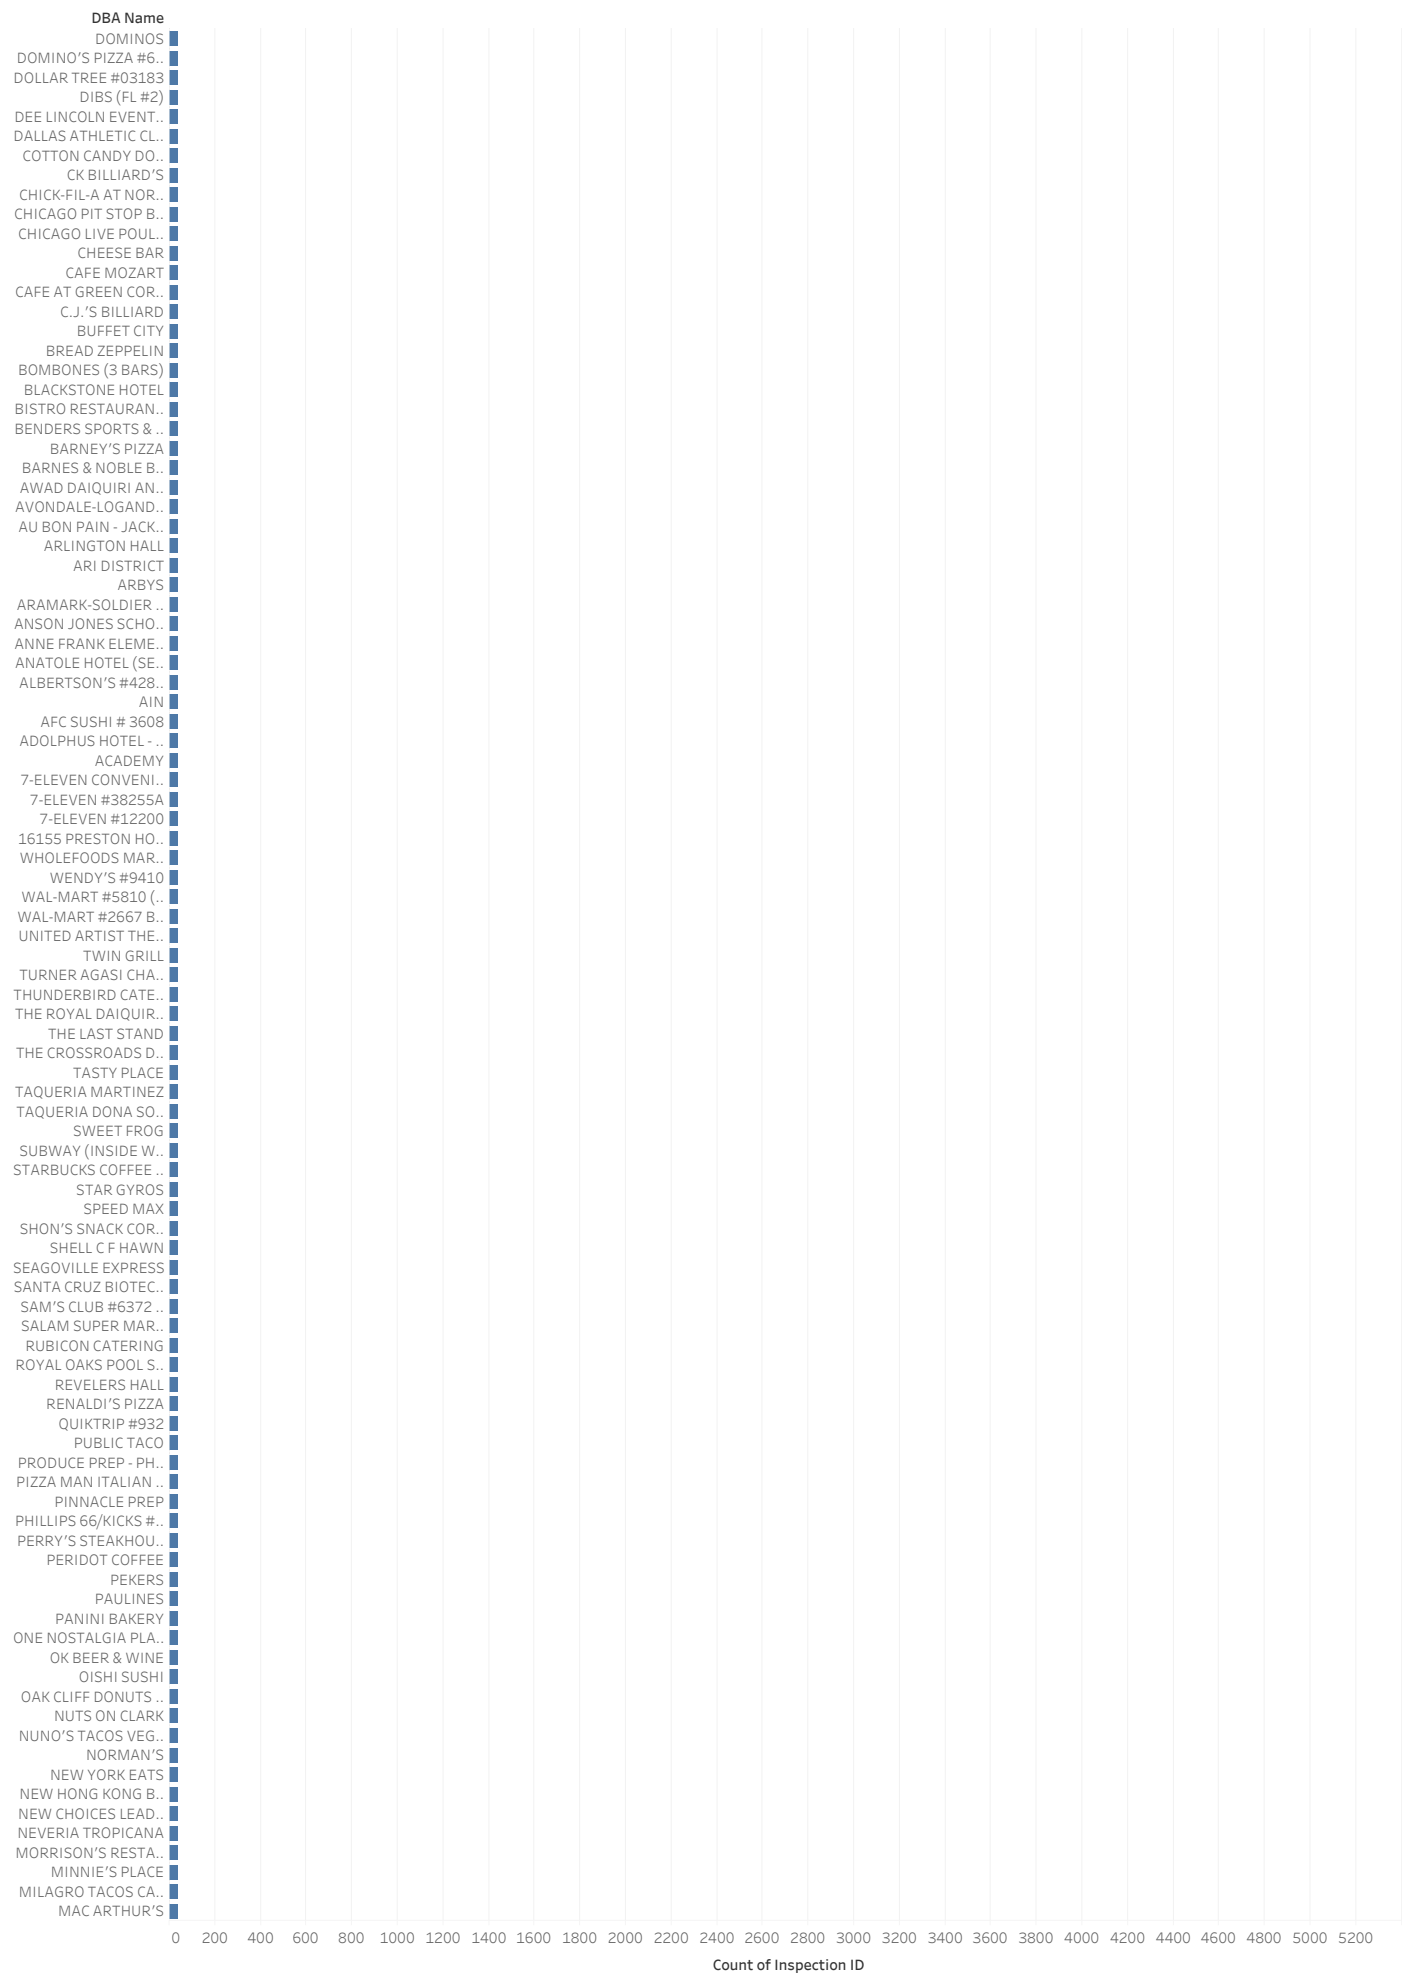 DBA Name
DOMINOS
DOMINO'S PIZZA #6..
DOLLAR TREE #03183
DIBS (FL #2)
DEE LINCOLN EVENT..
DALLAS ATHLETIC CL..
COTTON CANDY DO..
CK BILLIARD'S
CHICK-FIL-A AT NOR..
CHICAGO PIT STOP B..
CHICAGO LIVE POUL..
CHEESE BAR
CAFE MOZART
CAFE AT GREEN COR..
C.J.'S BILLIARD
BUFFET CITY
BREAD ZEPPELIN
BOMBONES (3 BARS)
BLACKSTONE HOTEL
BISTRO RESTAURAN..
BENDERS SPORTS & ..
BARNEY'S PIZZA
BARNES & NOBLE B..
AWAD DAIQUIRI AN..
AVONDALE-LOGAND..
AU BON PAIN - JACK..
ARLINGTON HALL
ARI DISTRICT
ARBYS
ARAMARK-SOLDIER ..
ANSON JONES SCHO..
ANNE FRANK ELEME..
ANATOLE HOTEL (SE..
ALBERTSON'S #428..
AIN
AFC SUSHI # 3608
ADOLPHUS HOTEL - ..
ACADEMY
7-ELEVEN CONVENI..
7-ELEVEN #38255A
7-ELEVEN #12200
16155 PRESTON HO..
WHOLEFOODS MAR..
WENDY'S #9410
WAL-MART #5810 (..
WAL-MART #2667 B..
UNITED ARTIST THE..
TWIN GRILL
TURNER AGASI CHA..
THUNDERBIRD CATE..
THE ROYAL DAIQUIR..
THE LAST STAND
THE CROSSROADS D..
TASTY PLACE
TAQUERIA MARTINEZ
TAQUERIA DONA SO..
SWEET FROG
SUBWAY (INSIDE W..
STARBUCKS COFFEE ..
STAR GYROS
SPEED MAX
SHON'S SNACK COR..
SHELL C F HAWN
SEAGOVILLE EXPRESS
SANTA CRUZ BIOTEC..
SAM'S CLUB #6372 ..
SALAM SUPER MAR..
RUBICON CATERING
ROYAL OAKS POOL S..
REVELERS HALL
RENALDI'S PIZZA
QUIKTRIP #932
PUBLIC TACO
PRODUCE PREP - PH..
PIZZA MAN ITALIAN ..
PINNACLE PREP
PHILLIPS 66/KICKS #..
PERRY'S STEAKHOU..
PERIDOT COFFEE
PEKERS
PAULINES
PANINI BAKERY
ONE NOSTALGIA PLA..
OK BEER & WINE
OISHI SUSHI
OAK CLIFF DONUTS ..
NUTS ON CLARK
NUNO'S TACOS VEG..
NORMAN'S
NEW YORK EATS
NEW HONG KONG B..
NEW CHOICES LEAD..
NEVERIA TROPICANA
MORRISON'S RESTA..
MINNIE'S PLACE
MILAGRO TACOS CA..
MAC ARTHUR'S
0 200 400 600 800 1000 1200 1400 1600 1800 2000 2200 2400 2600 2800 3000 3200 3400 3600 3800 4000 4200 4400 4600 4800 5000 5200
Count of Inspection ID